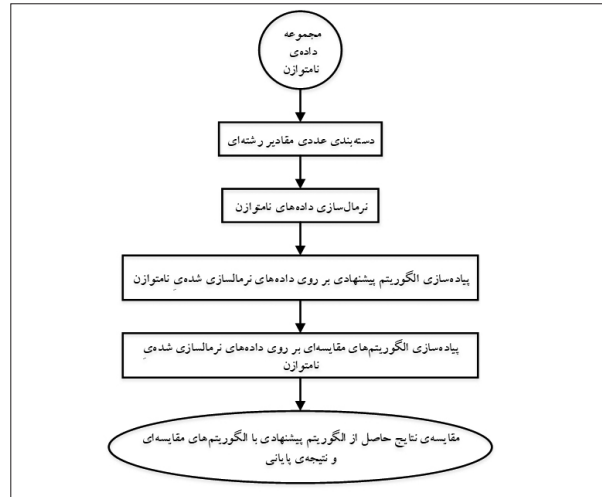 مجموعه
داده‌ی
نامتوازن
دسته‌بندی عددی مقادیر رشته‌ای
نرمال‌سازی داده‌های نامتوازن
پیاده‌سازی الگوریتم پیشنهادی بر روی داده‌های نرمالسازی شده‌یِ نامتوازن
پیاده‌سازی الگوریتم‌های مقایسه‌ای بر روی داده‌های نرمالسازی شده‌یِ
نامتوازن
مقایسه‌ی نتایج حاصل از الگوریتم پیشنهادی با الگوریتم‌های مقایسه‌ای
و نتیجه‌ی پایانی